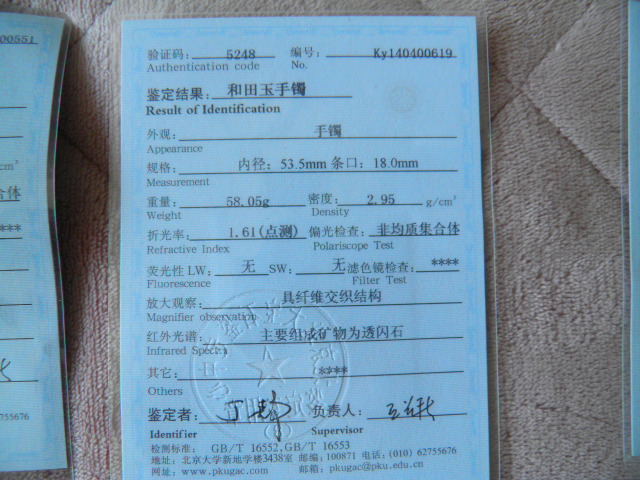 00551
cm³
合体
***
55676
验证码: 5248 编号: Ky140400619
Authentication code No.
鉴定结果: 和田玉手镯
Result of Identification
外观: 手镯
Appearance
规格: 内径: 53.5mm 条口: 18.0mm
Measurement
重量: 58.05g 密度: 2.95 g/cm³
Weight Density
折光率: 1.61(点测) 偏光检查: 非均质集合体
Refractive Index Polariscope Test
荧光性 LW: 无 SW: 无 滤色镜检查: ****
Fluorescence Filter Test
放大观察: 具纤维交织结构
Magnifier observation
红外光谱: 主要组成矿物为透闪石
Infrared Spectra
其它: ****
Others
鉴定者: 负责人:
Identifier Supervisor
检测标准: GB/T 16552,GB/T 16553
地址: 北京大学新地学楼3438室 邮编: 100871 电话: (010) 62755676
网址: www.pkugac.com 邮箱: pkugac@pku.edu.cn